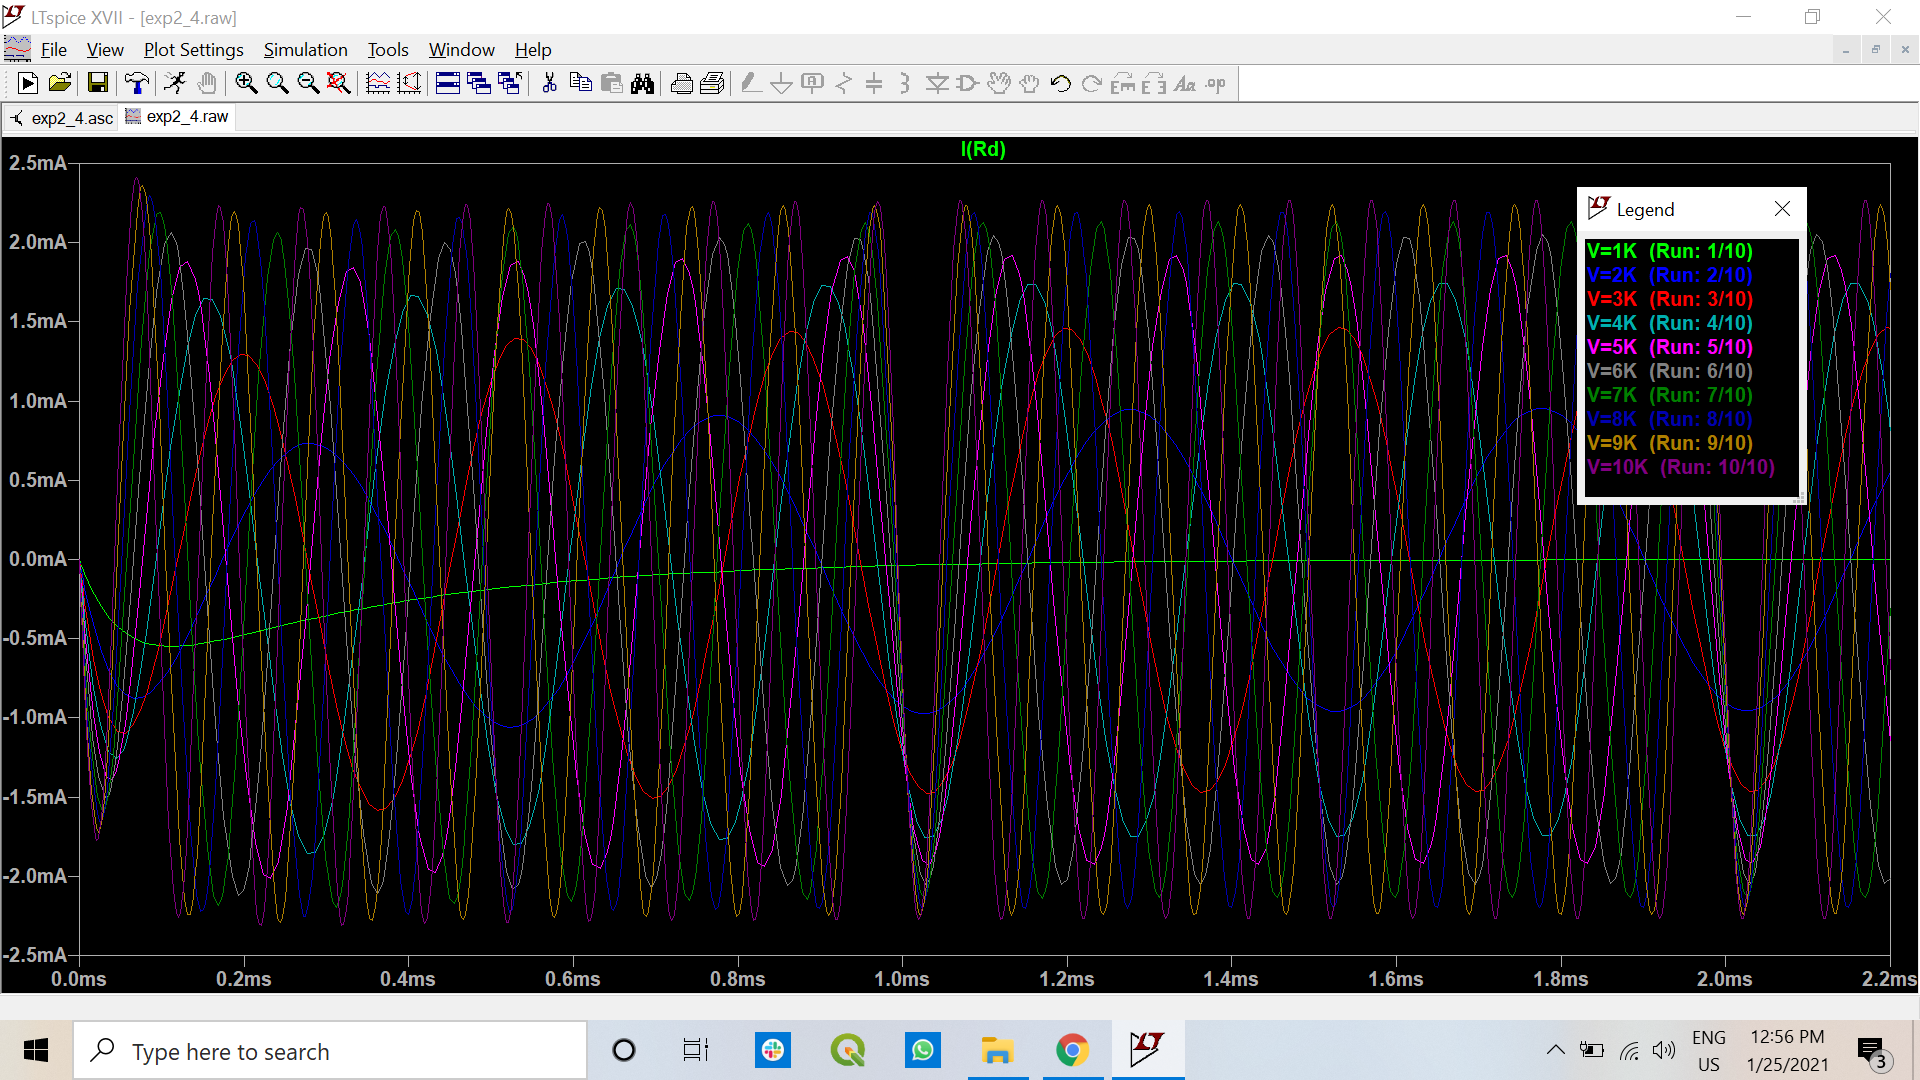 LTspice XVII - [exp2_4.raw]
File View Plot Settings Simulation Tools Window Help
exp2_4.asc exp2_4.raw
I(Rd)
2.5mA
2.0mA
1.5mA
1.0mA
0.5mA
0.0mA
-0.5mA
-1.0mA
-1.5mA
-2.0mA
-2.5mA
0.0ms 0.2ms 0.4ms 0.6ms 0.8ms 1.0ms 1.2ms 1.4ms 1.6ms 1.8ms 2.0ms 2.2ms
Legend
V=1K (Run: 1/10)
V=2K (Run: 2/10)
V=3K (Run: 3/10)
V=4K (Run: 4/10)
V=5K (Run: 5/10)
V=6K (Run: 6/10)
V=7K (Run: 7/10)
V=8K (Run: 8/10)
V=9K (Run: 9/10)
V=10K (Run: 10/10)
Type here to search
ENG
US
12:56 PM
1/25/2021
3